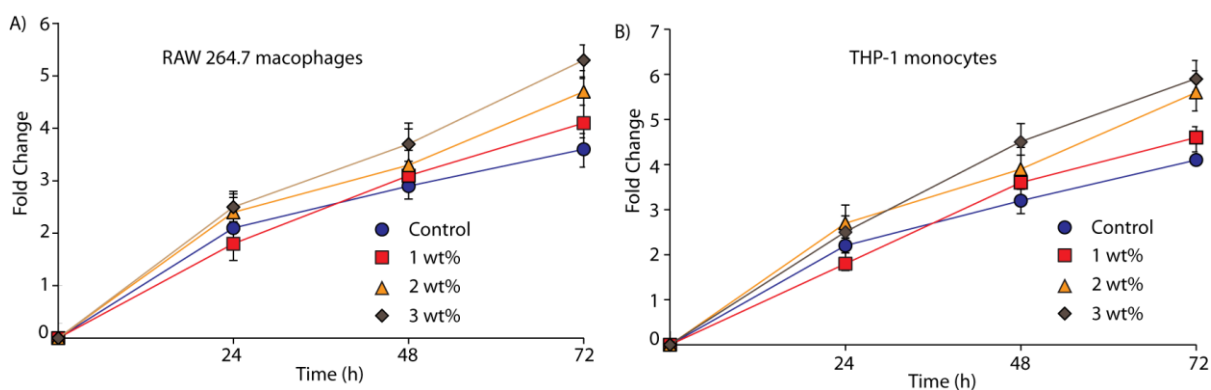 A)
RAW 264.7 macophages
Fold Change
6
5
4
3
2
1
0
24
48
72
Time (h)
Control
1 wt%
2 wt%
3 wt%
B)
THP-1 monocytes
Fold Change
7
6
5
4
3
2
1
0
24
48
72
Time (h)
Control
1 wt%
2 wt%
3 wt%